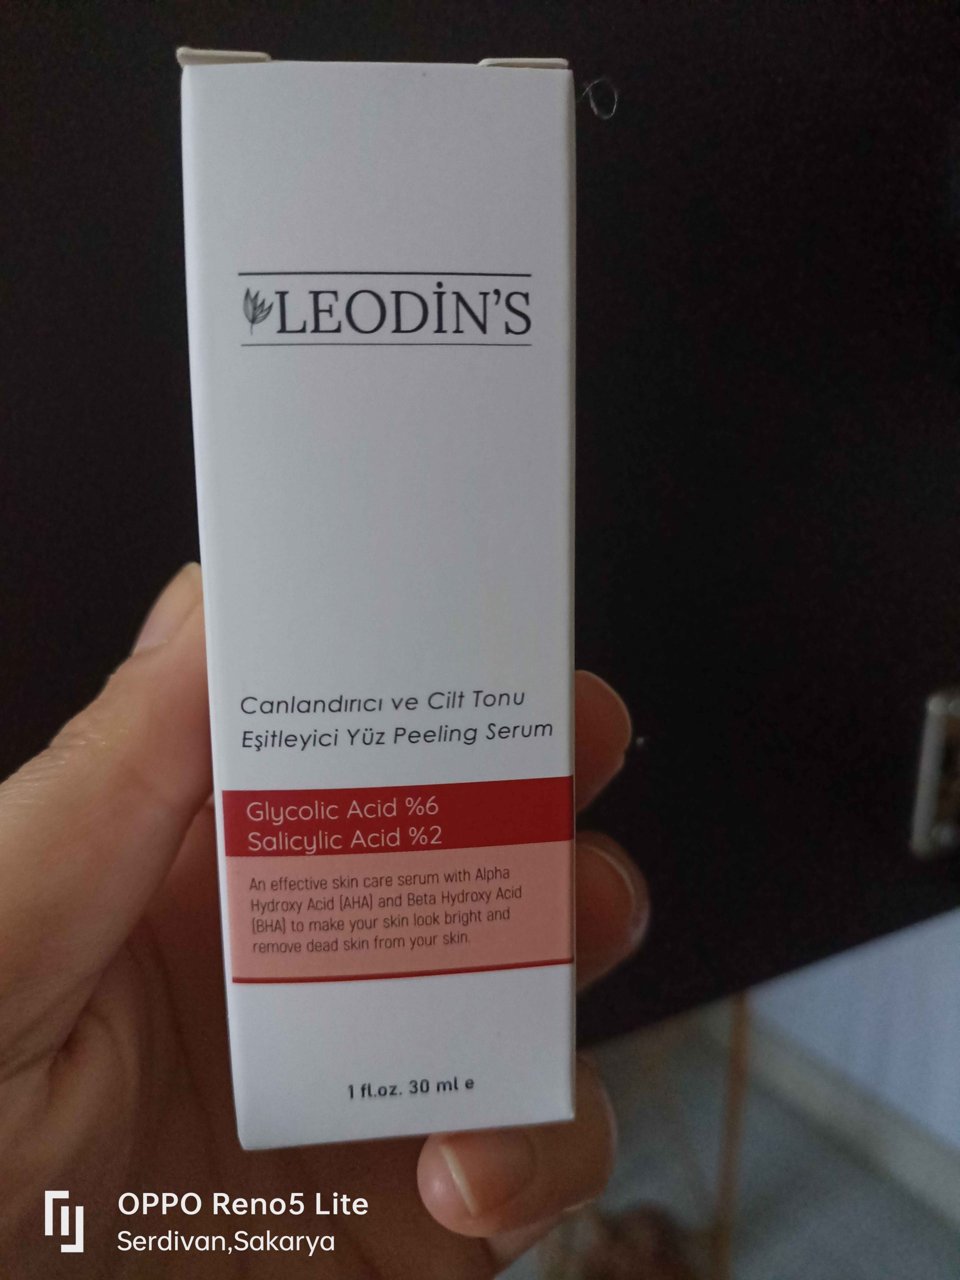 LEODİN'S
Canlandırıcı ve Cilt Tonu
Eşitleyici Yüz Peeling Serum
Glycolic Acid %6
Salicylic Acid %2
An effective skin care serum with Alpha
Hydroxy Acid (AHA) and Beta Hydroxy Acid
(BHA) to make your skin look bright and
remove dead skin from your skin.
1 fl.oz. 30 ml e
OPPO Reno5 Lite
Serdivan,Sakarya